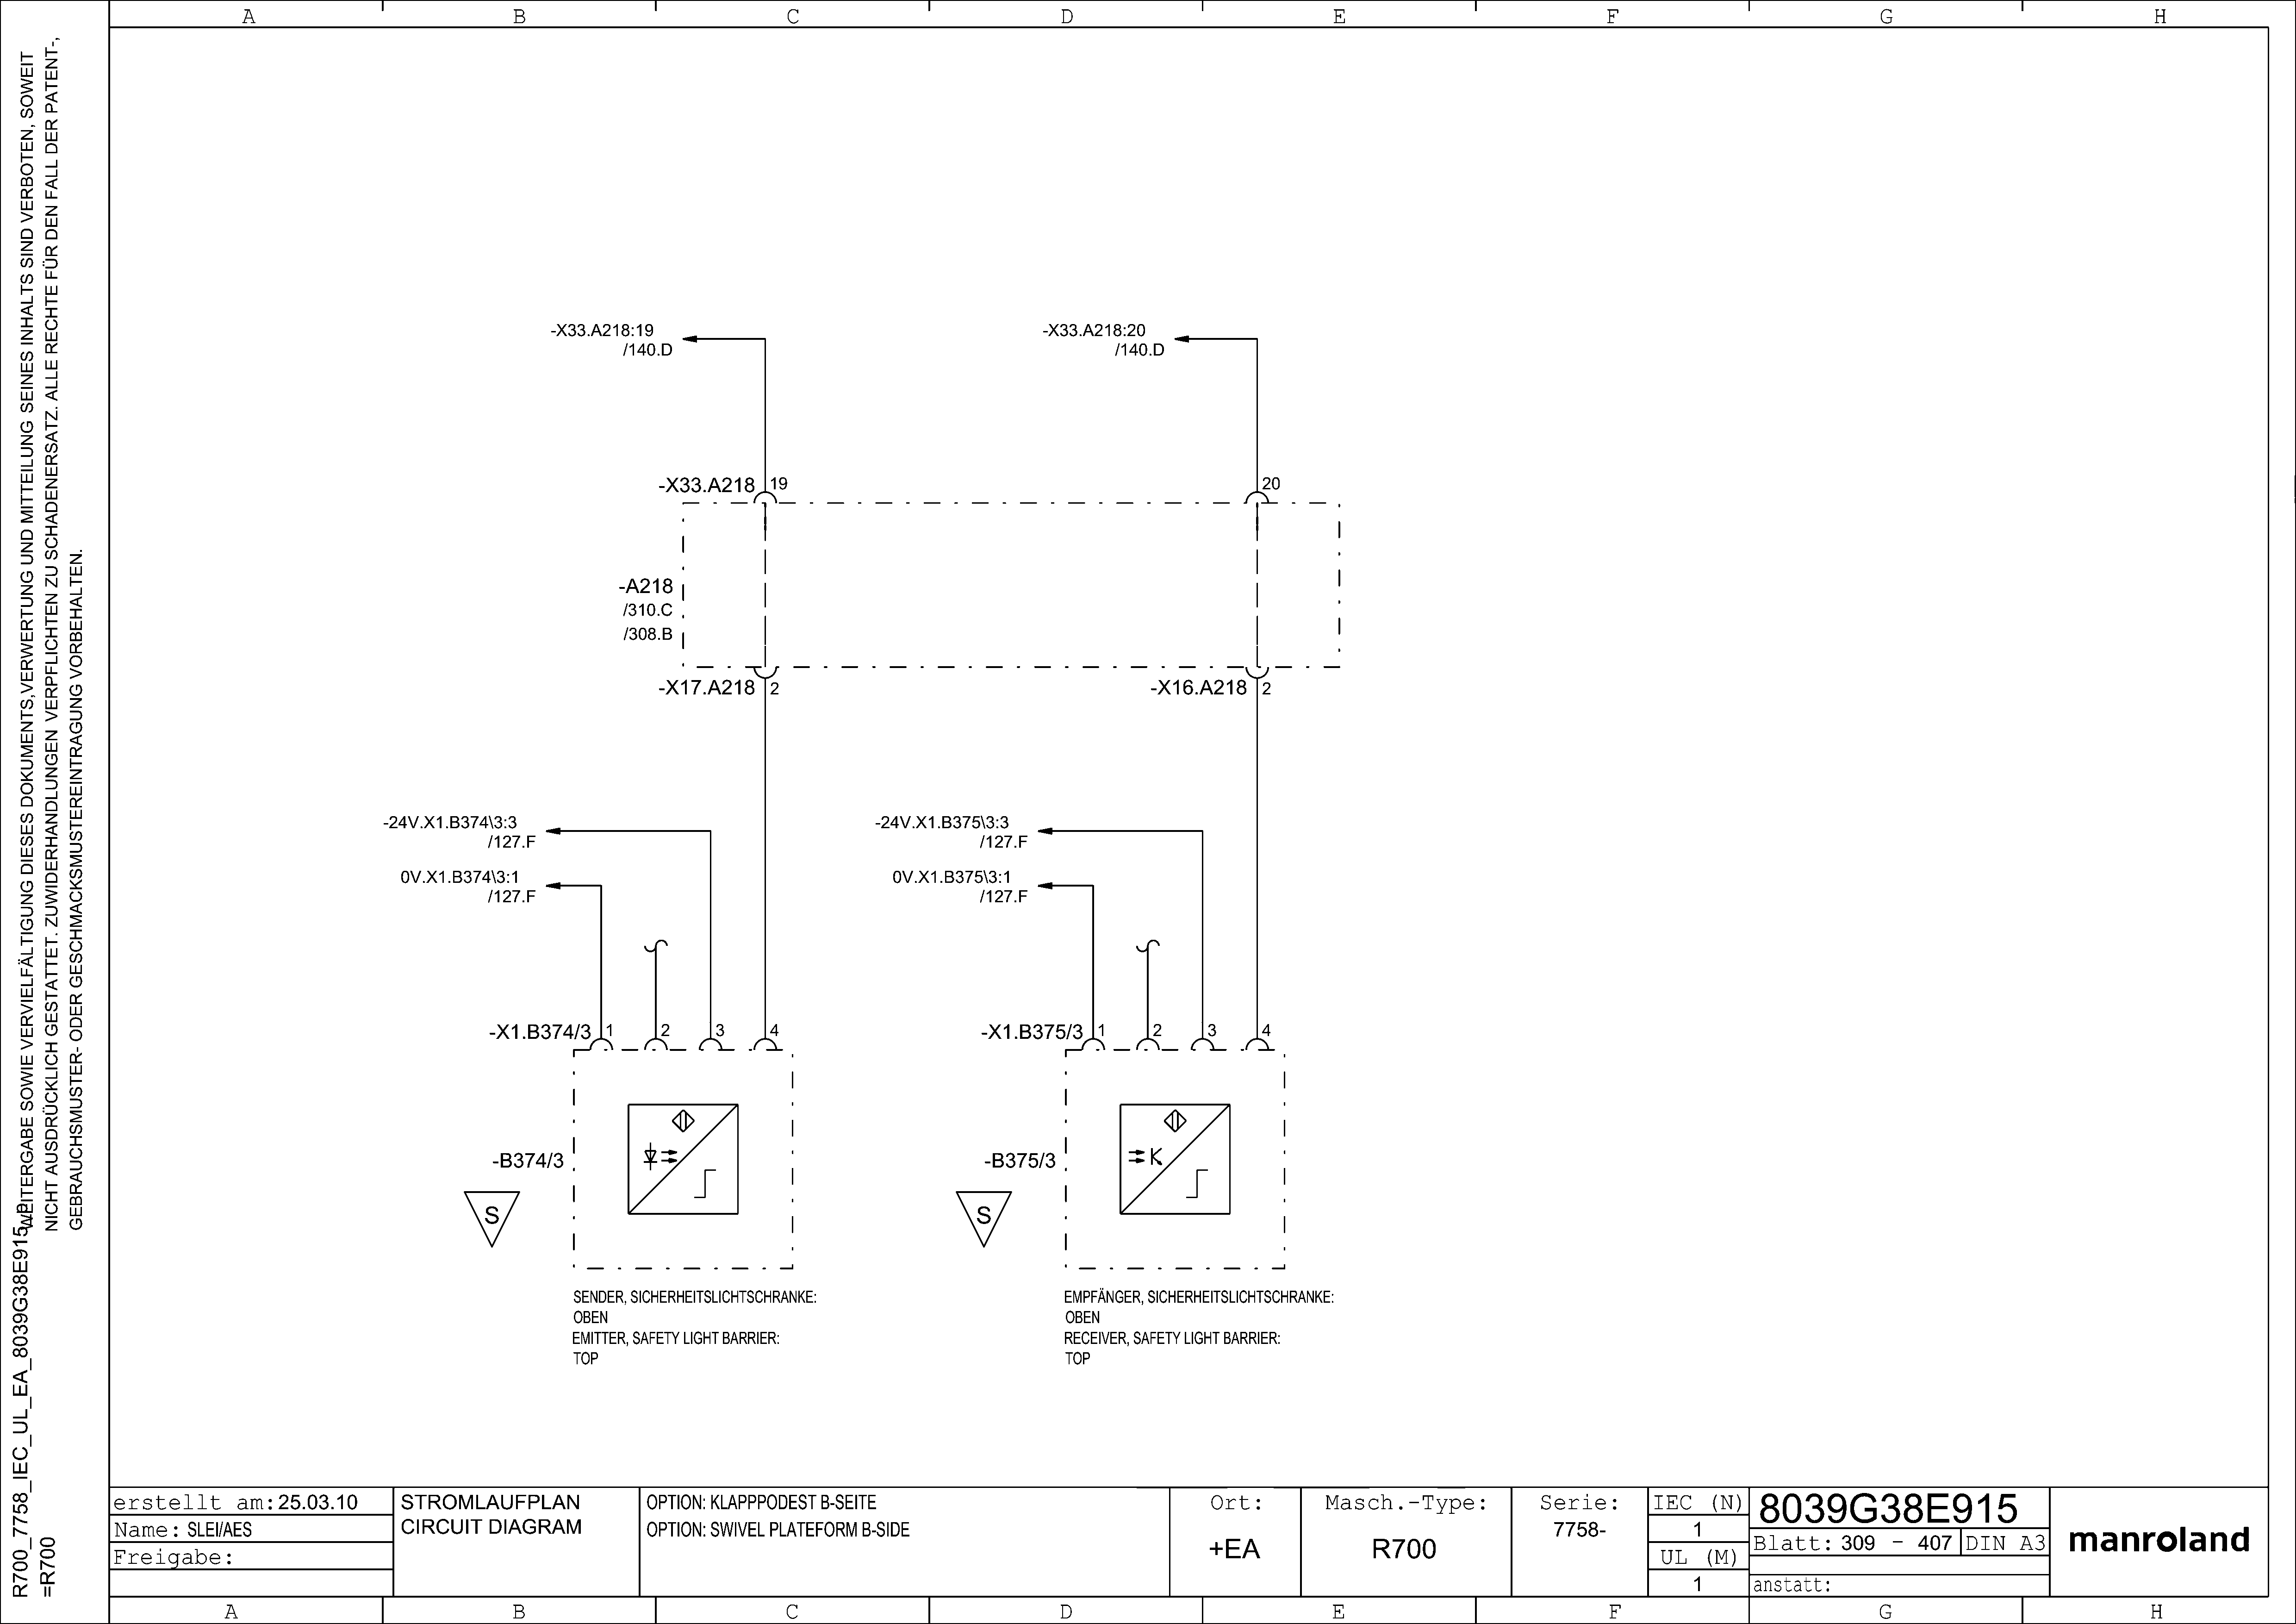 A B C D E F G H
WEITERGABE SOWIE VERVIELFÄLTIGUNG DIESES DOKUMENTS,VERWERTUNG UND MITTEILUNG SEINES INHALTS SIND VERBOTEN, SOWEIT
NICHT AUSDRÜCKLICH GESTATTET. ZUWIDERHANDLUNGEN VERPFLICHTEN ZU SCHADENERSATZ. ALLE RECHTE FÜR DEN FALL DER PATENT-,
GEBRAUCHSMUSTER- ODER GESCHMACKSMUSTEREINTRAGUNG VORBEHALTEN.
R700_7758_IEC_UL_EA_8039G38E915_0
=R700
-X33.A218:19
/140.D
-X33.A218:20
/140.D
-X33.A218 19
20
-A218
/310.C
/308.B
-X17.A218 2
-X16.A218 2
-24V.X1.B374\3:3
/127.F
0V.X1.B374\3:1
/127.F
-24V.X1.B375\3:3
/127.F
0V.X1.B375\3:1
/127.F
-X1.B374/3 1 2 3 4
-X1.B375/3 1 2 3 4
-B374/3
S
-B375/3
S
SENDER, SICHERHEITSLICHTSCHRANKE:
OBEN
EMITTER, SAFETY LIGHT BARRIER:
TOP
EMPFÄNGER, SICHERHEITSLICHTSCHRANKE:
OBEN
RECEIVER, SAFETY LIGHT BARRIER:
TOP
erstellt am: 25.03.10
Name: SLEI/AES
Freigabe:
STROMLAUFPLAN
CIRCUIT DIAGRAM
OPTION: KLAPPPODEST B-SEITE
OPTION: SWIVEL PLATEFORM B-SIDE
Ort:
+EA
Masch.-Type:
R700
Serie:
7758-
IEC (N)
1
UL (M)
1
8039G38E915
Blatt: 309 - 407 DIN A3
anstatt:
manroland
A B C D E F G H